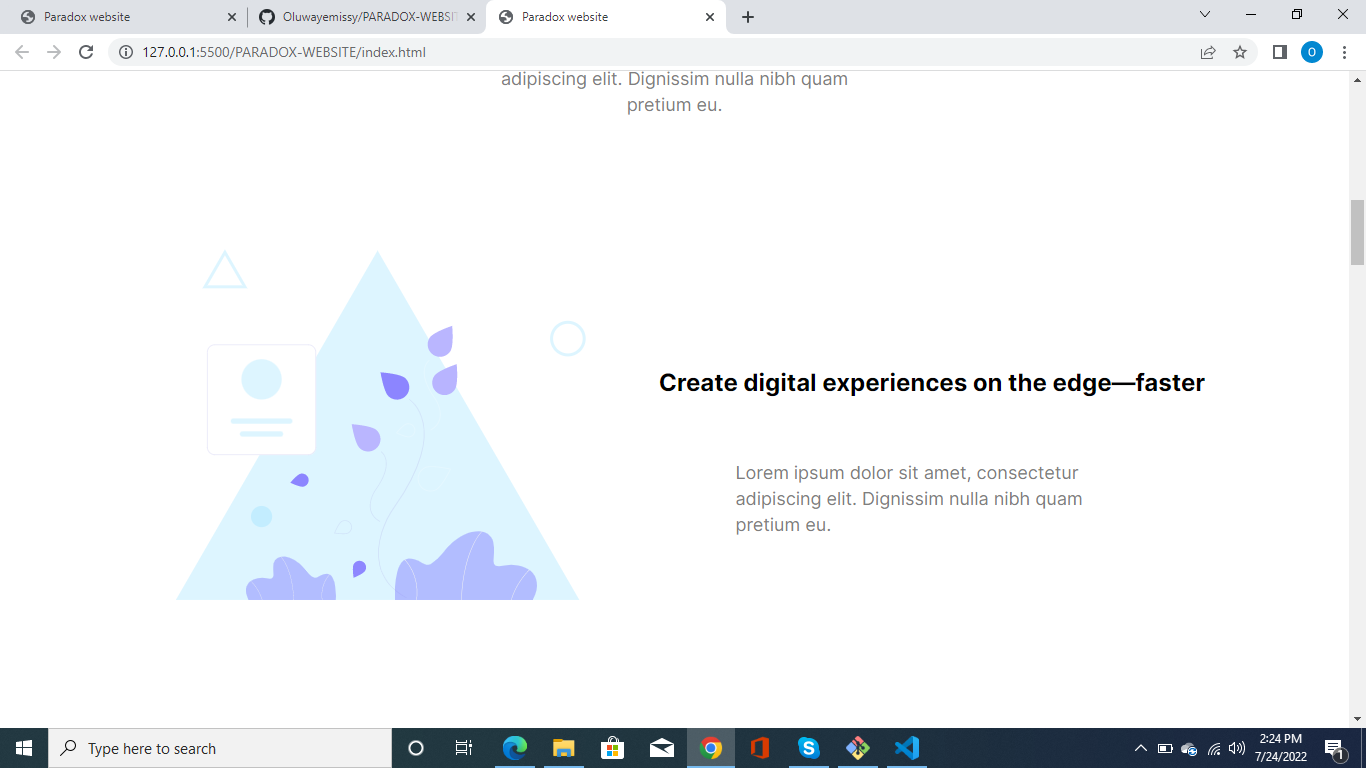 Paradox website
Oluwayemissy/PARADOX-WEBSIT
Paradox website
127.0.0.1:5500/PARADOX-WEBSITE/index.html
O
adipiscing elit. Dignissim nulla nibh quam
pretium eu.
Create digital experiences on the edge—faster
Lorem ipsum dolor sit amet, consectetur
adipiscing elit. Dignissim nulla nibh quam
pretium eu.
Type here to search
2:24 PM
7/24/2022
1